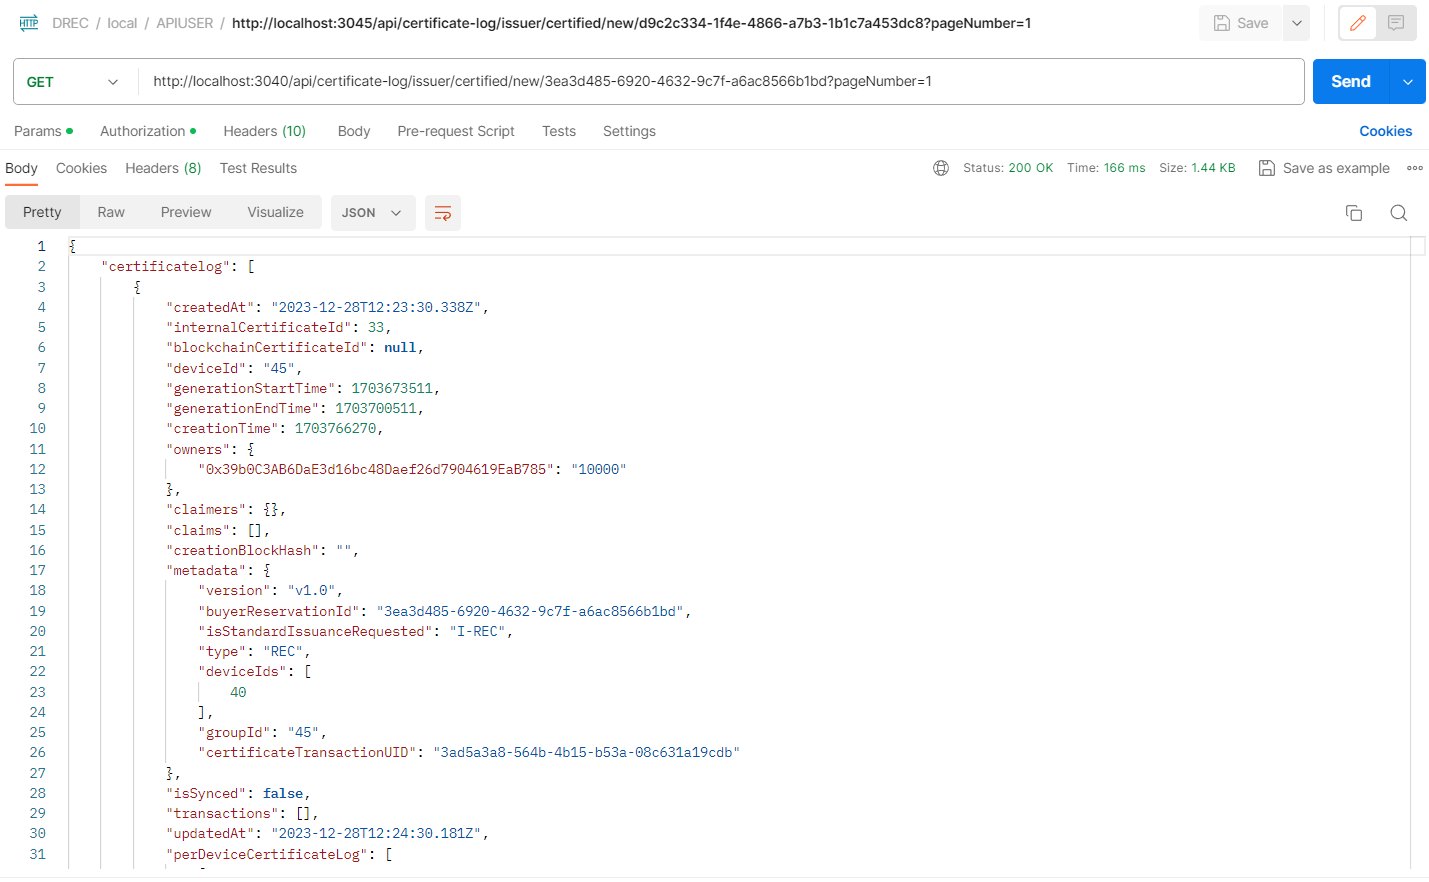 HTTP DREC / local / APIUSER / http://localhost:3045/api/certificate-log/issuer/certified/new/d9c2c334-1f4e-4866-a7b3-1b1c7a453dc8?pageNumber=1 Save
GET http://localhost:3040/api/certificate-log/issuer/certified/new/3ea3d485-6920-4632-9c7f-a6ac8566b1bd?pageNumber=1 Send
Params Authorization Headers (10) Body Pre-request Script Tests Settings Cookies
Body Cookies Headers (8) Test Results Status: 200 OK Time: 166 ms Size: 1.44 KB Save as example
Pretty Raw Preview Visualize JSON
1 {
2 "certificatelog": [
3 {
4 "createdAt": "2023-12-28T12:23:30.338Z",
5 "internalCertificateId": 33,
6 "blockchainCertificateId": null,
7 "deviceId": "45",
8 "generationStartTime": 1703673511,
9 "generationEndTime": 1703700511,
10 "creationTime": 1703766270,
11 "owners": {
12 "0x39b0C3AB6DaE3d16bc48Daef26d7904619EaB785": "10000"
13 },
14 "claimers": {},
15 "claims": [],
16 "creationBlockHash": "",
17 "metadata": {
18 "version": "v1.0",
19 "buyerReservationId": "3ea3d485-6920-4632-9c7f-a6ac8566b1bd",
20 "isStandardIssuanceRequested": "I-REC",
21 "type": "REC",
22 "deviceIds": [
23 40
24 ],
25 "groupId": "45",
26 "certificateTransactionUID": "3ad5a3a8-564b-4b15-b53a-08c631a19cdb"
27 },
28 "isSynced": false,
29 "transactions": [],
30 "updatedAt": "2023-12-28T12:24:30.181Z",
31 "perDeviceCertificateLog": [